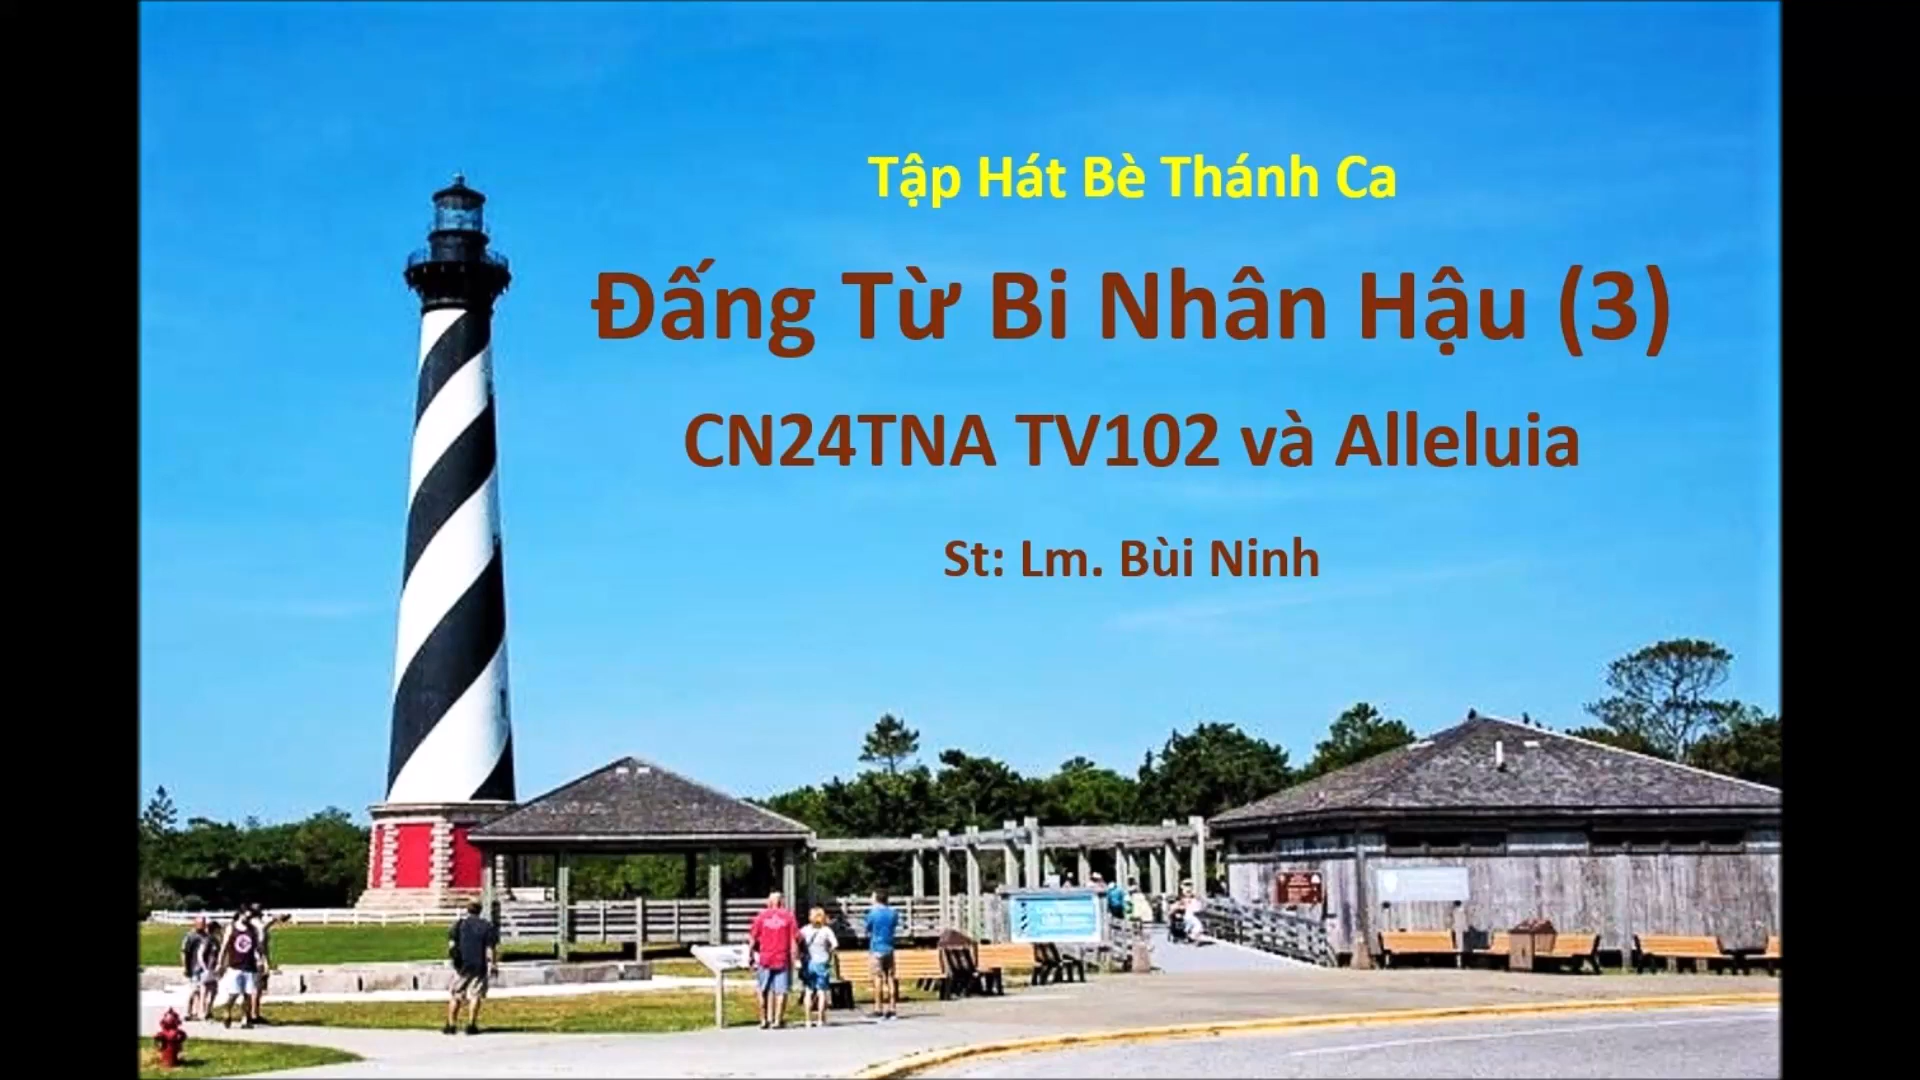 Tập Hát Bè Thánh Ca
Đấng Từ Bi Nhân Hậu (3)
CN24TNA TV102 và Alleluia
St: Lm. Bùi Ninh